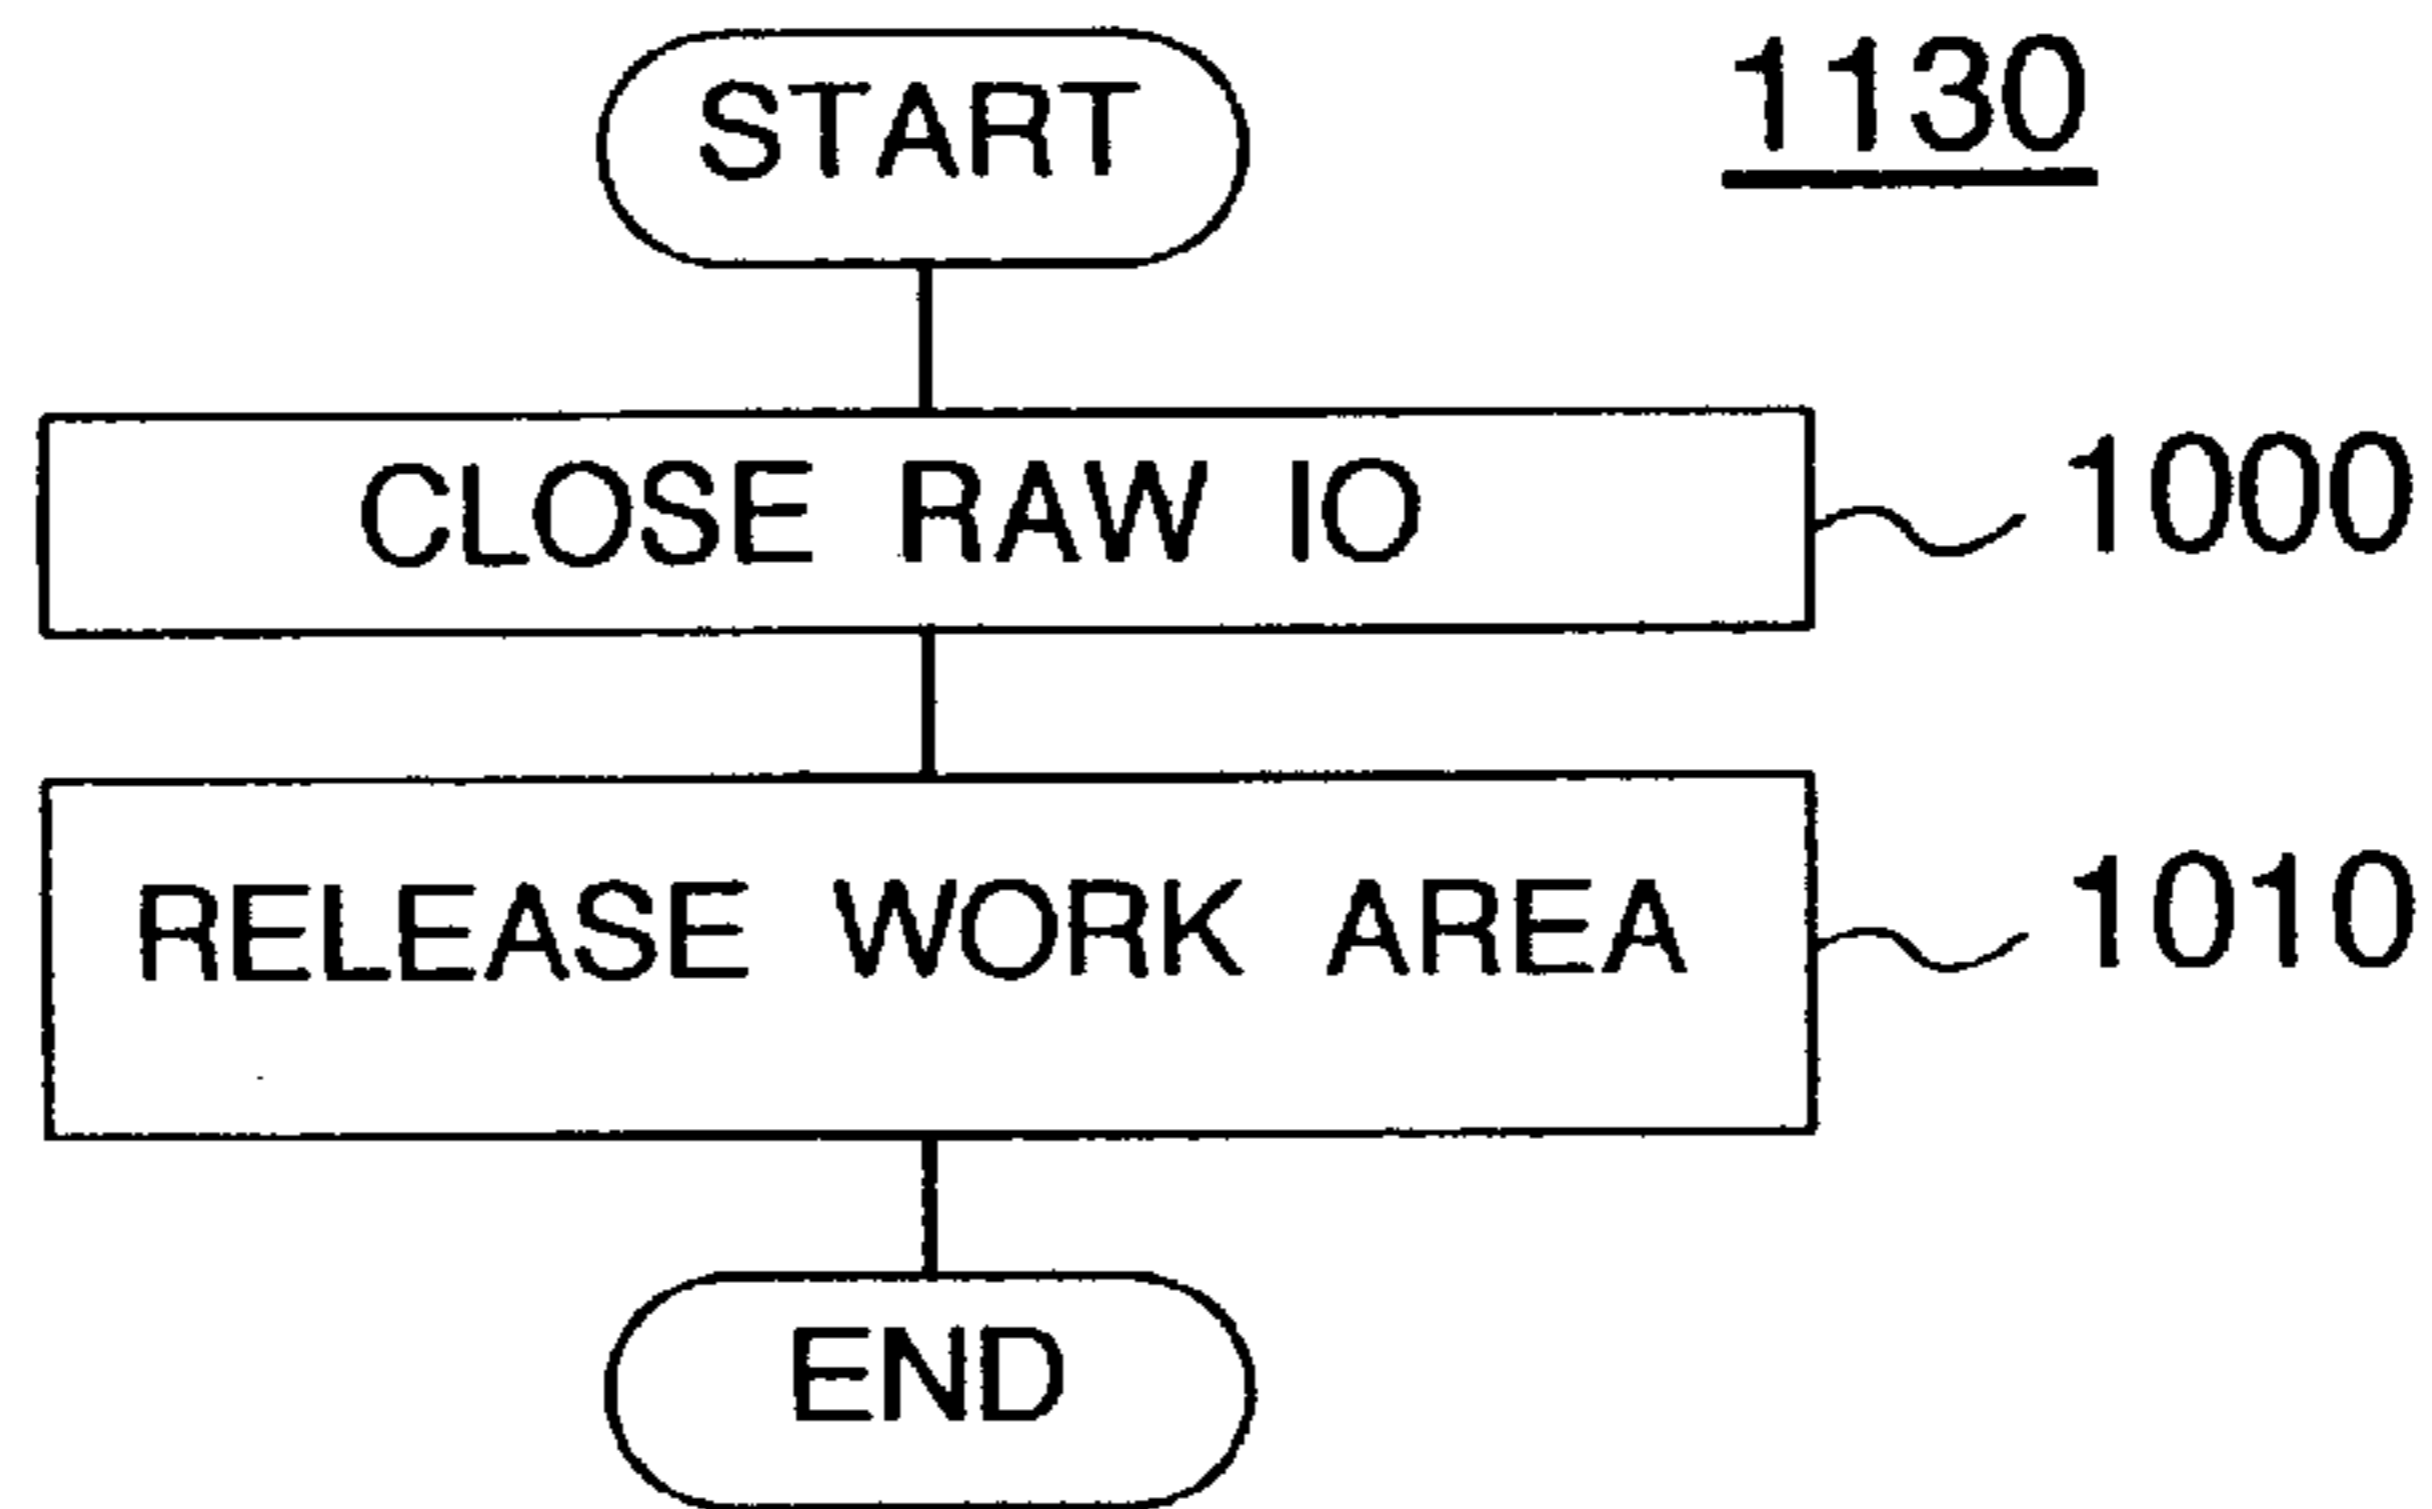 START
1130
CLOSE RAW IO
1000
RELEASE WORK AREA
1010
END